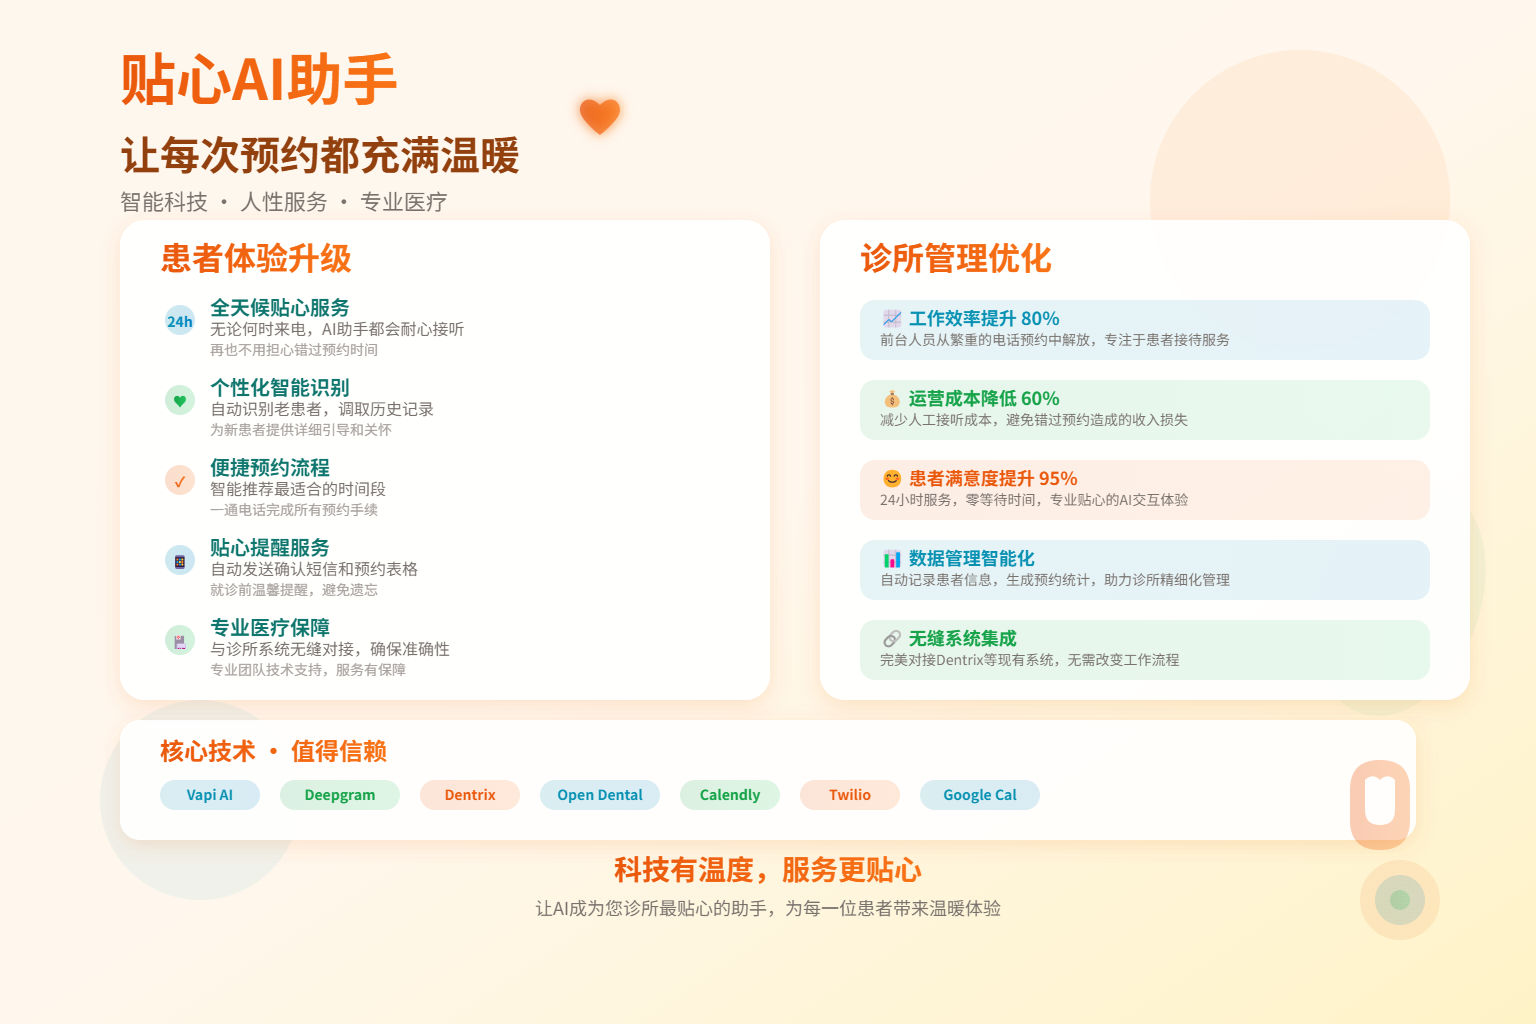 贴心AI助手
让每次预约都充满温暖
智能科技 • 人性服务 • 专业医疗
患者体验升级
24h
全天候贴心服务
无论何时来电，AI助手都会耐心接听
再也不用担心错过预约时间
个性化智能识别
自动识别老患者，调取历史记录
为新患者提供详细引导和关怀
便捷预约流程
智能推荐最适合的时间段
一通电话完成所有预约手续
贴心提醒服务
自动发送确认短信和预约表格
就诊前温馨提醒，避免遗忘
专业医疗保障
与诊所系统无缝对接，确保准确性
专业团队技术支持，服务有保障
诊所管理优化
工作效率提升 80%
前台人员从繁重的电话预约中解放，专注于患者接待服务
运营成本降低 60%
减少人工接听成本，避免错过预约造成的收入损失
患者满意度提升 95%
24小时服务，零等待时间，专业贴心的AI交互体验
数据管理智能化
自动记录患者信息，生成预约统计，助力诊所精细化管理
无缝系统集成
完美对接Dentrix等现有系统，无需改变工作流程
核心技术 • 值得信赖
Vapi AI
Deepgram
Dentrix
Open Dental
Calendly
Twilio
Google Cal
科技有温度，服务更贴心
让AI成为您诊所最贴心的助手，为每一位患者带来温暖体验